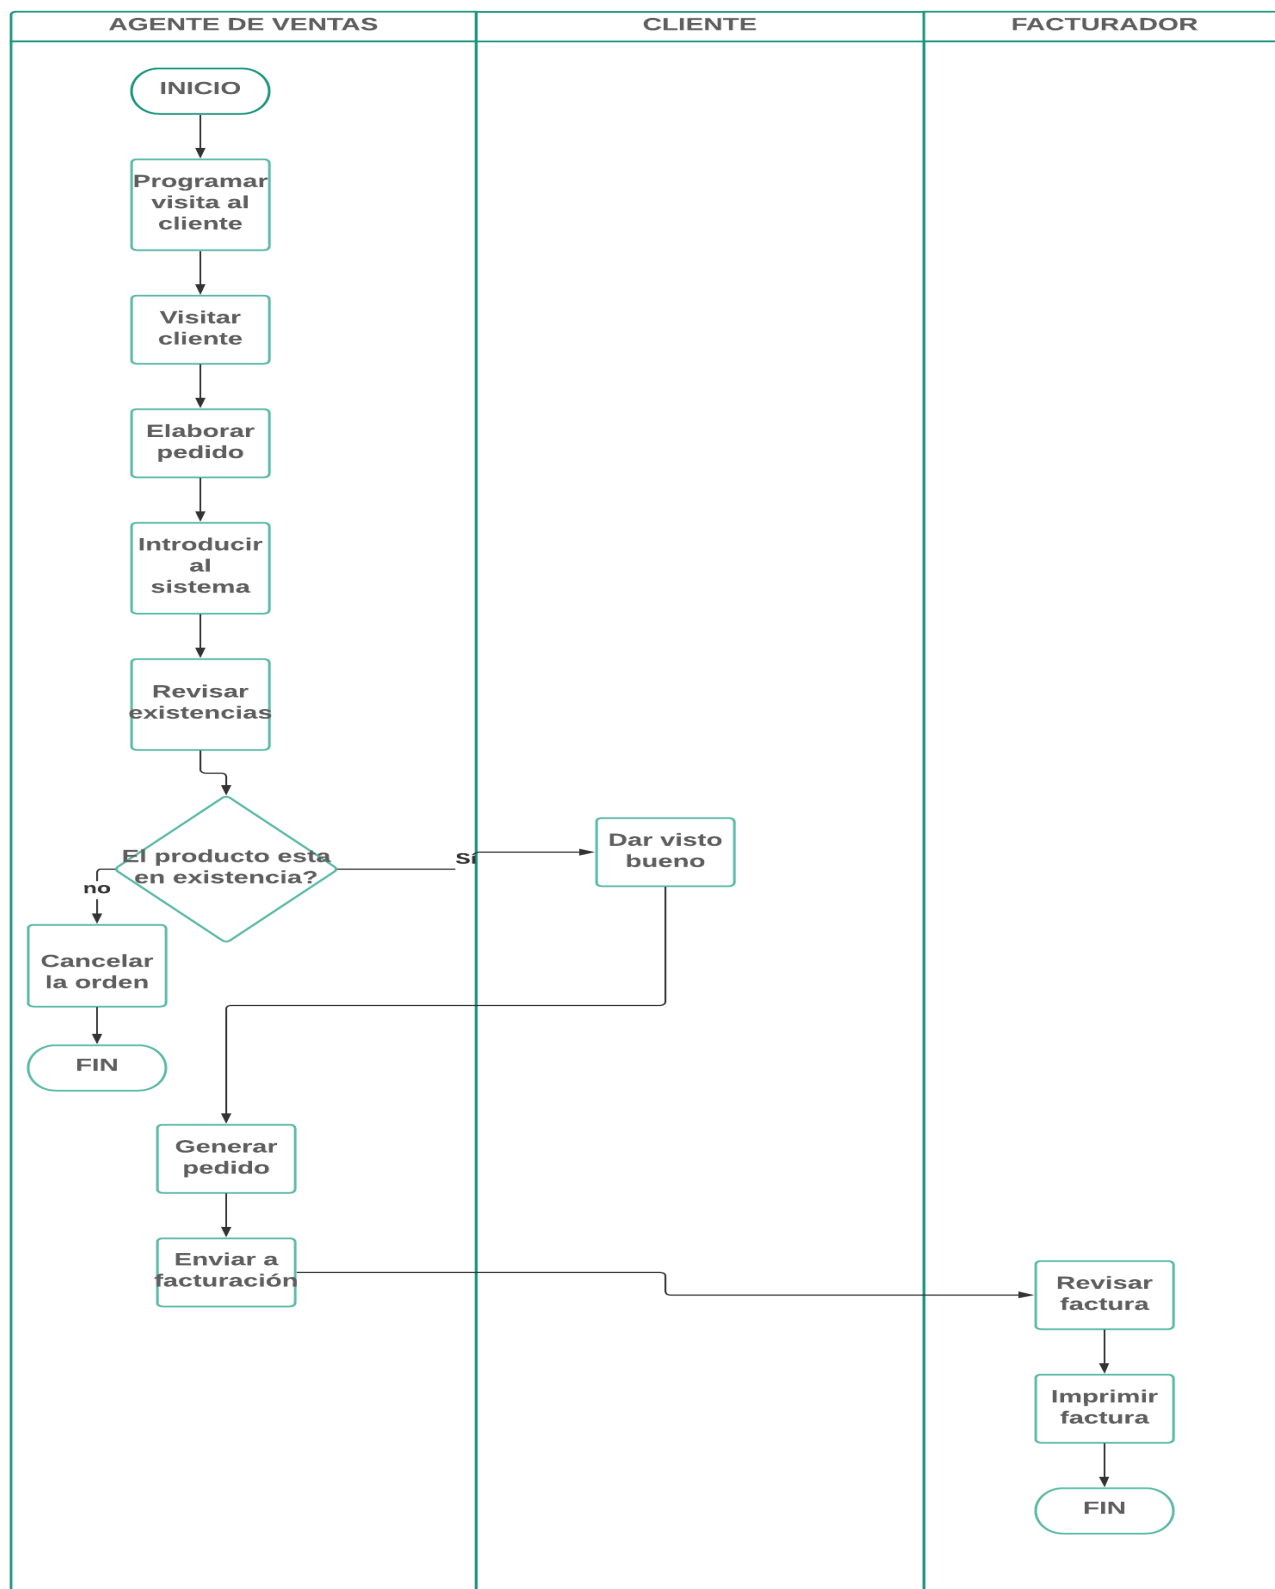 AGENTE DE VENTAS
CLIENTE
FACTURADOR
INICIO
Programar
visita al
cliente
Visitar
cliente
Elaborar
pedido
Introducir
al
sistema
Revisar
existencias
El producto esta
en existencia?
Sí
Dar visto
bueno
no
Cancelar
la orden
FIN
Generar
pedido
Enviar a
facturación
Revisar
factura
Imprimir
factura
FIN